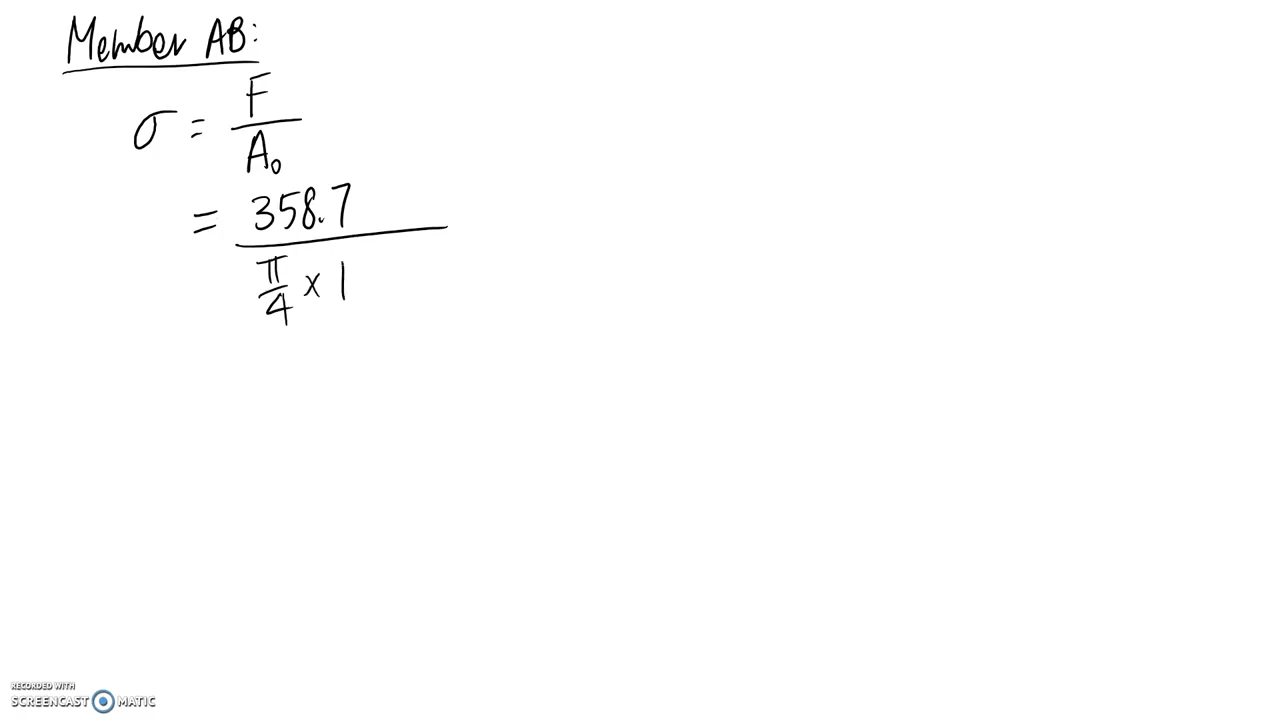 Member AB:
σ = F / A₀
= 358.7 / π/4 × 1
RECORDED WITH
SCREENCAST MATIC